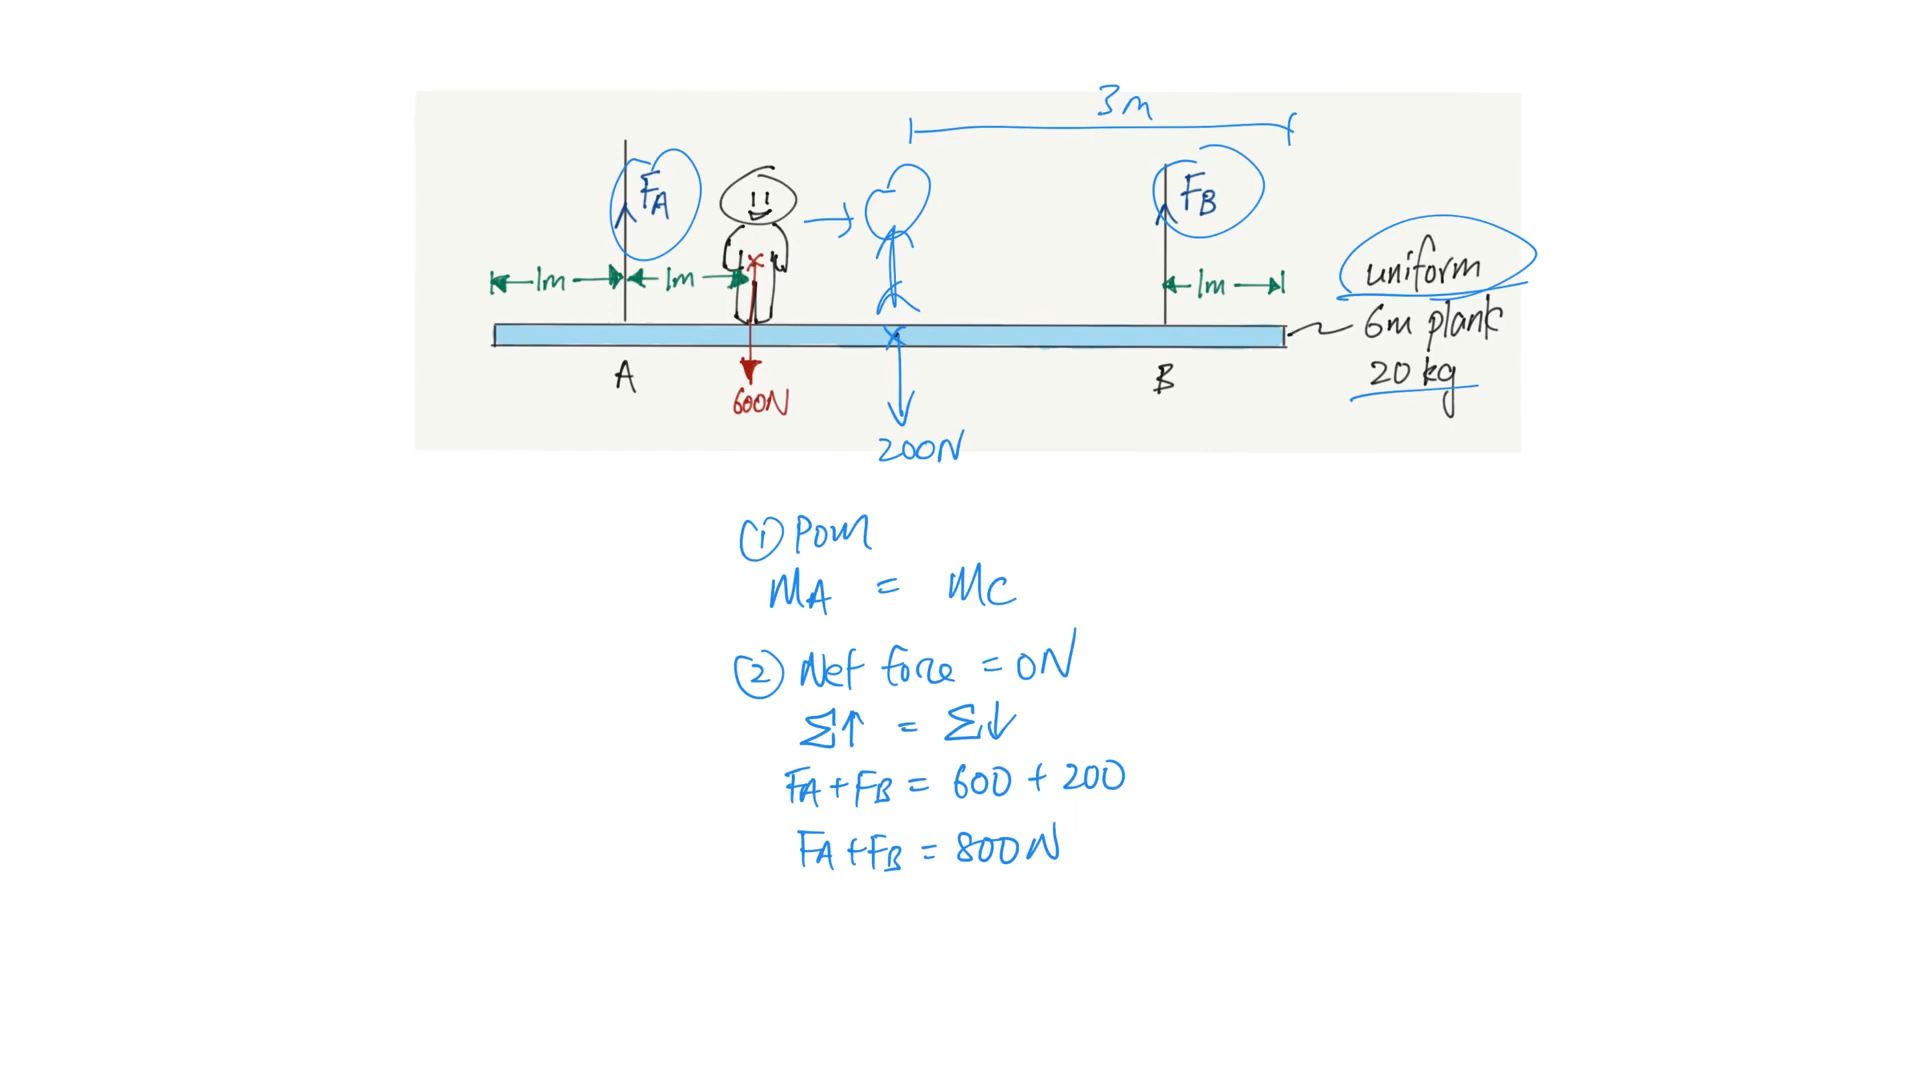 3m
FA
FB
1m
1m
1m
uniform
6m plank
20 kg
A
B
600N
200N
① POM
MA = MC
② Net force = 0N
Σ↑ = Σ↓
FA + FB = 600 + 200
FA + FB = 800N